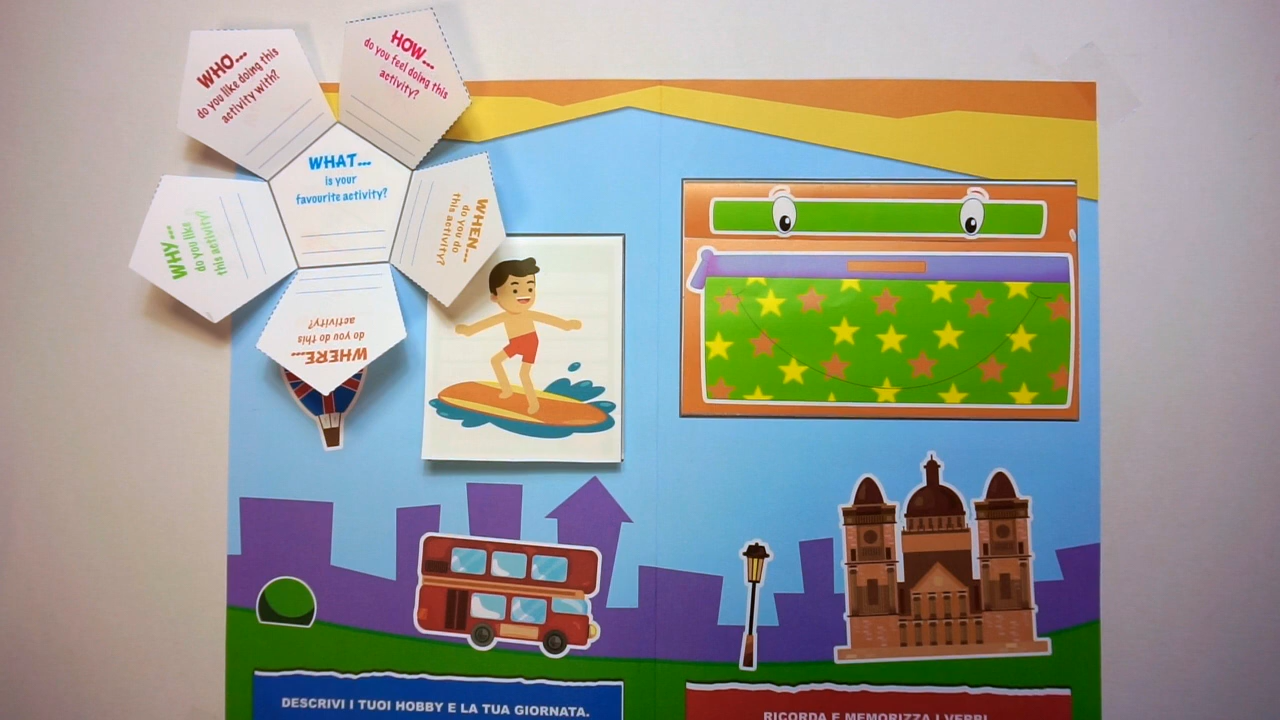 WHO...
do you like doing this
activity with?
HOW...
do you feel doing this
activity?
WHAT...
is your
favourite activity?
WHEN...
do you do
this activity?
WHY...
do you like
this activity?
WHERE...
do you do this
activity?
DESCRIVI I TUOI HOBBY E LA TUA GIORNATA.
RICORDA E MEMORIZZA I VERBI